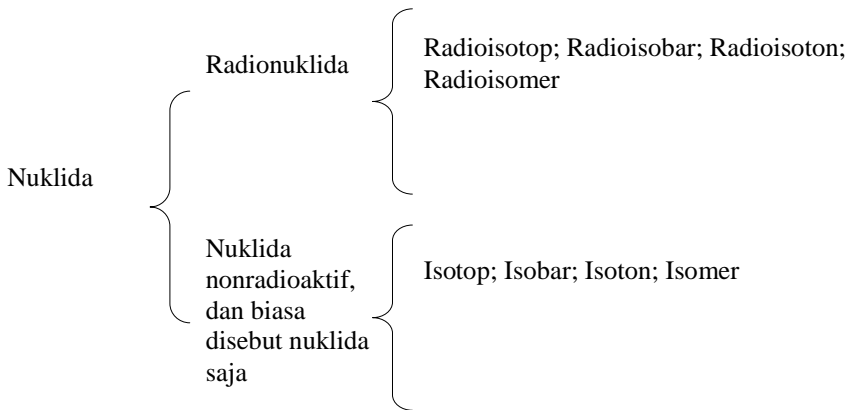 Nuklida
Radionuklida
Radioisotop; Radioisobar; Radioisoton;
Radioisomer
Nuklida
nonradioaktif,
dan biasa
disebut nuklida
saja
Isotop; Isobar; Isoton; Isomer